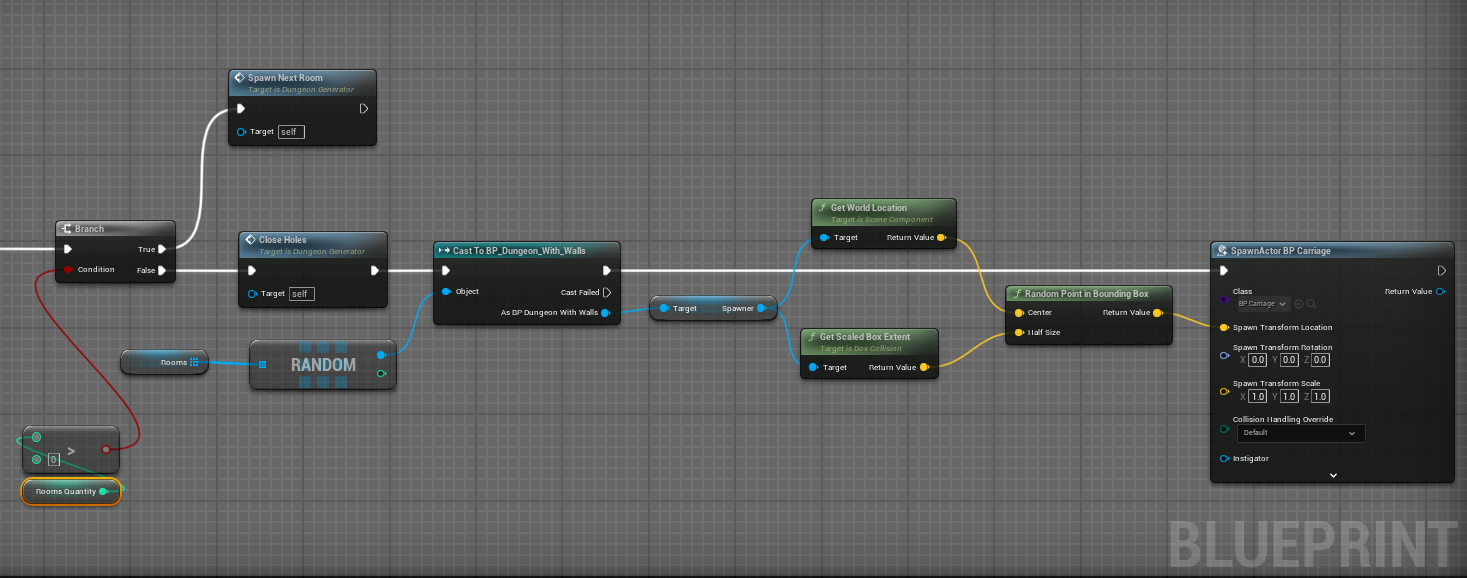 Spawn Next Room
Target is Dungeon Generator
Target self
Branch
True
Condition
False
Close Holes
Target is Dungeon Generator
Target self
Cast To BP_Dungeon_With_Walls
Object
Cast Failed
As BP Dungeon With Walls
Rooms
RANDOM
>
0
Rooms Quantity
Target Spawner
Get World Location
Target is Scene Component
Target Return Value
Get Scaled Box Extent
Target is Box Collision
Target Return Value
Random Point in Bounding Box
Center Return Value
Half Size
SpawnActor BP Carriage
Class Return Value
BP Carriage
Spawn Transform Location
Spawn Transform Rotation
X 0.0 Y 0.0 Z 0.0
Spawn Transform Scale
X 1.0 Y 1.0 Z 1.0
Collision Handling Override
Default
Instigator
BLUEPRINT